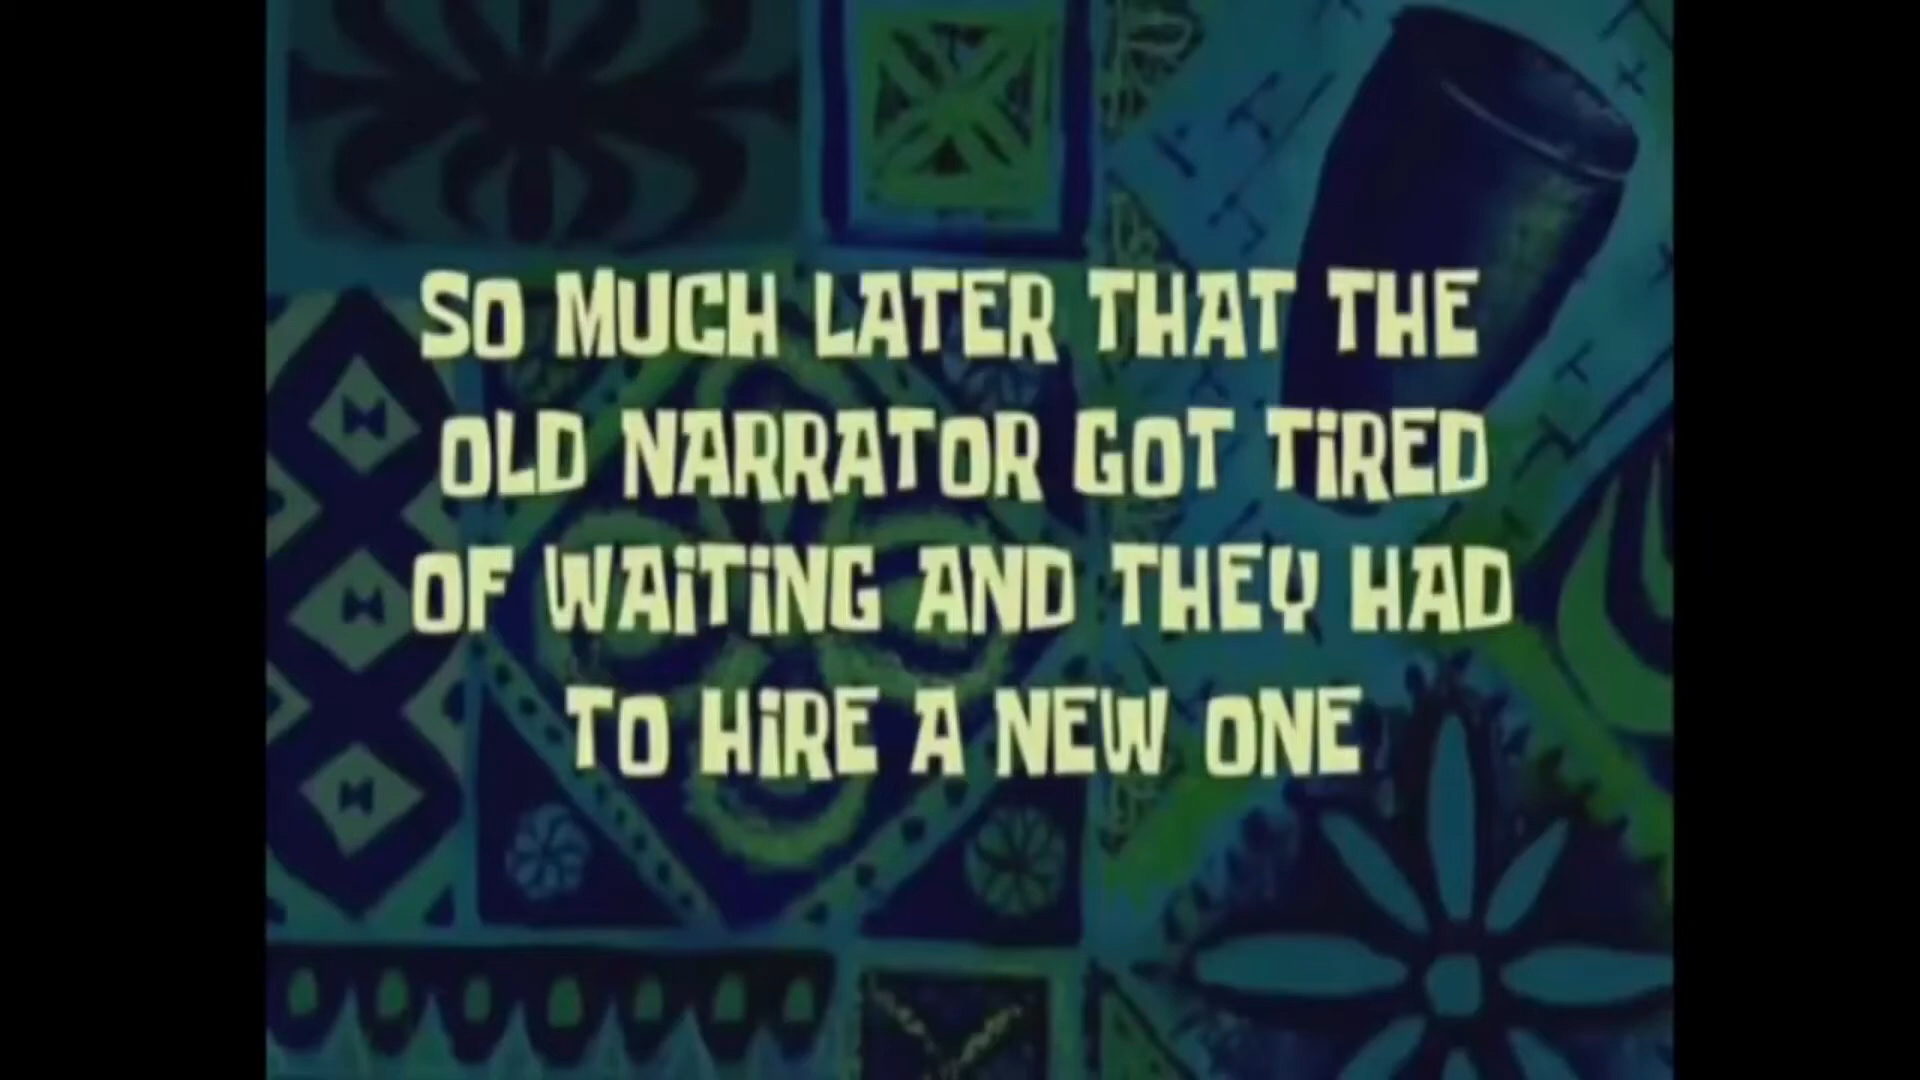 SO MUCH LATER THAT THE
OLD NARRATOR GOT TiRED
OF WAiTiNG AND THEY HAD
TO HiRE A NEW ONE